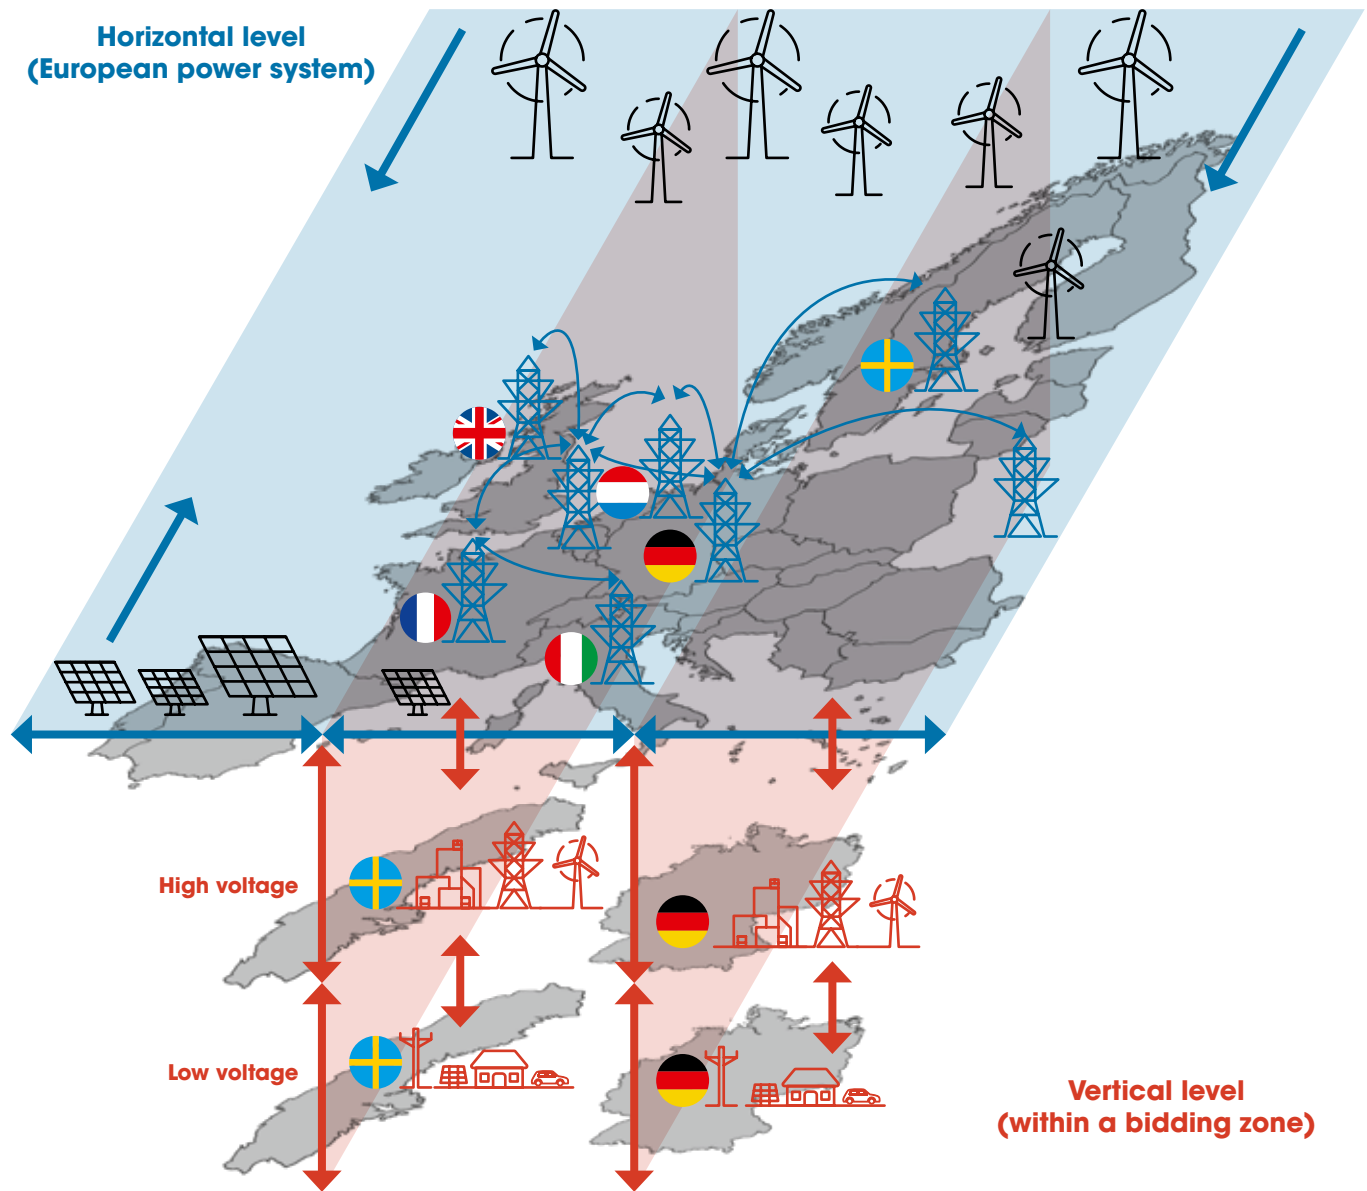 Horizontal level
(European power system)
High voltage
Low voltage
Vertical level
(within a bidding zone)